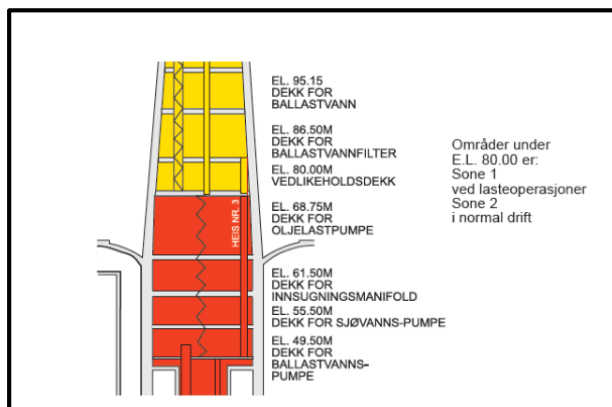 EL. 95.15
DEKK FOR
BALLASTVANN
EL. 86.50M
DEKK FOR
BALLASTVANNFILTER
E.L. 80.00M
VEDLIKEHOLDSDEKK
EL. 68.75M
DEKK FOR
OLJELASTPUMPE
HEIS NR. 3
EL. 61.50M
DEKK FOR
INNSUGNINGSMANIFOLD
EL. 55.50M
DEKK FOR SJØVANNS-PUMPE
EL. 49.50M
DEKK FOR
BALLASTVANNS-
PUMPE
Områder under
E.L. 80.00 er:
Sone 1
ved lasteoperasjoner
Sone 2
i normal drift